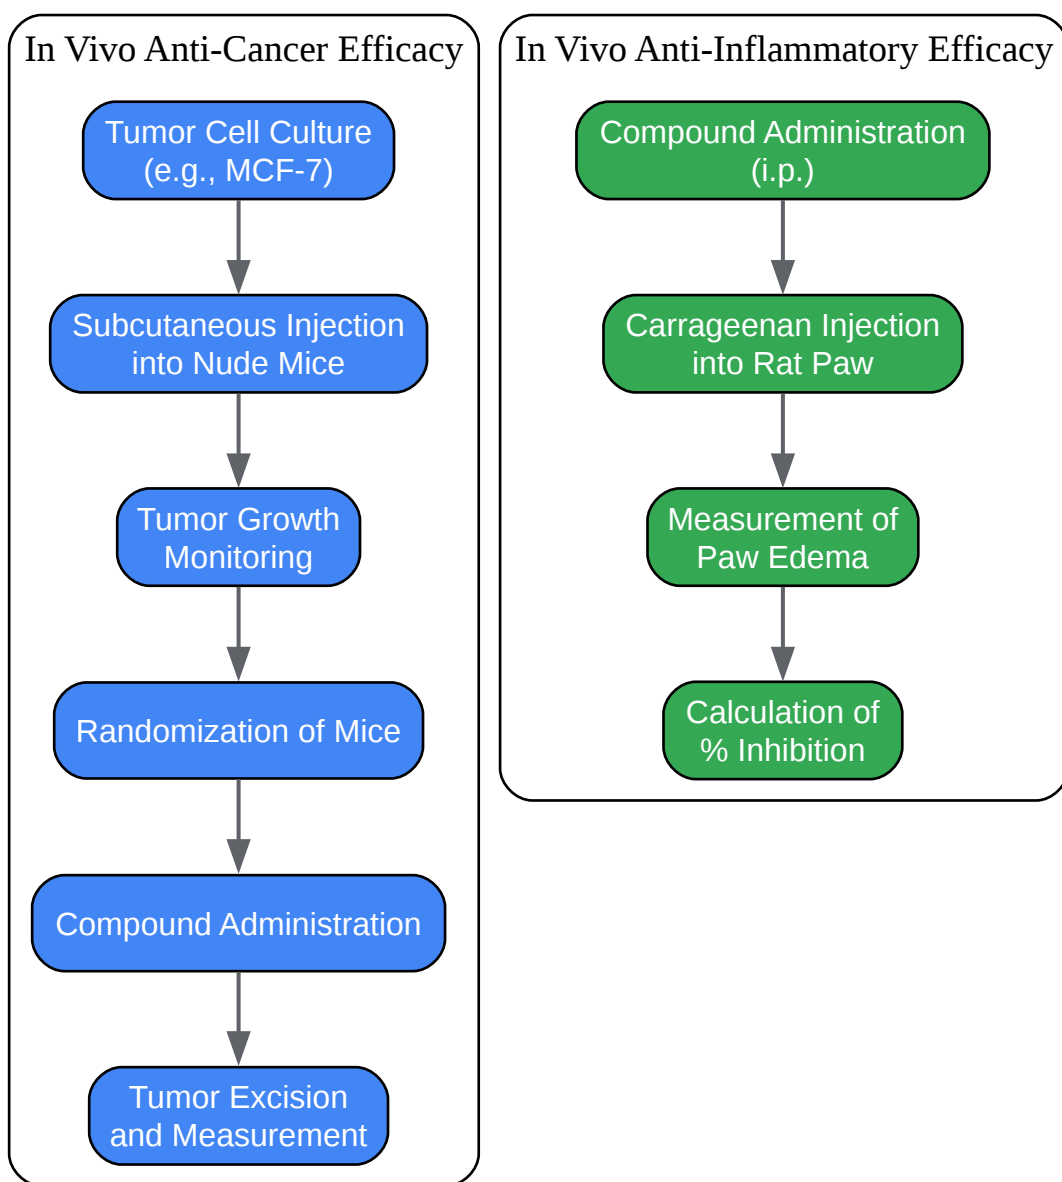 In Vivo Anti-Cancer Efficacy
Tumor Cell Culture
(e.g., MCF-7)
Subcutaneous Injection
into Nude Mice
Tumor Growth
Monitoring
Randomization of Mice
Compound Administration
Tumor Excision
and Measurement
In Vivo Anti-Inflammatory Efficacy
Compound Administration
(i.p.)
Carrageenan Injection
into Rat Paw
Measurement of
Paw Edema
Calculation of
% Inhibition